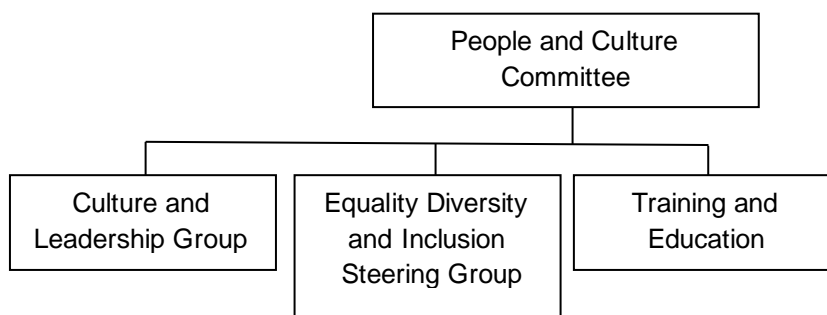 People and Culture
Committee
Culture and
Leadership Group
Equality Diversity
and Inclusion
Steering Group
Training and
Education